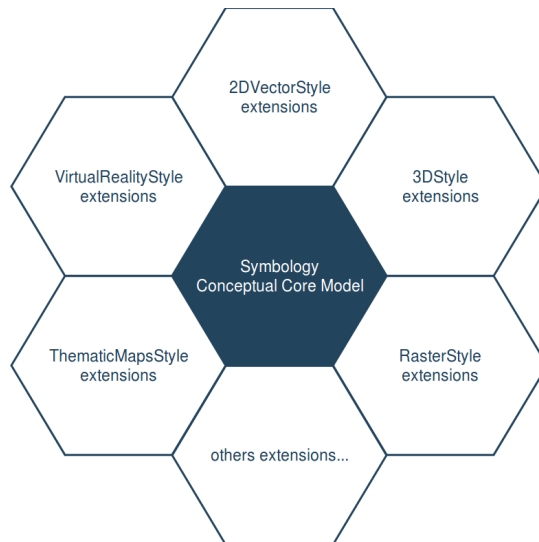 2DVectorStyle
extensions
VirtualRealityStyle
extensions
3DStyle
extensions
Symbology
Conceptual Core Model
ThematicMapsStyle
extensions
RasterStyle
extensions
others extensions...